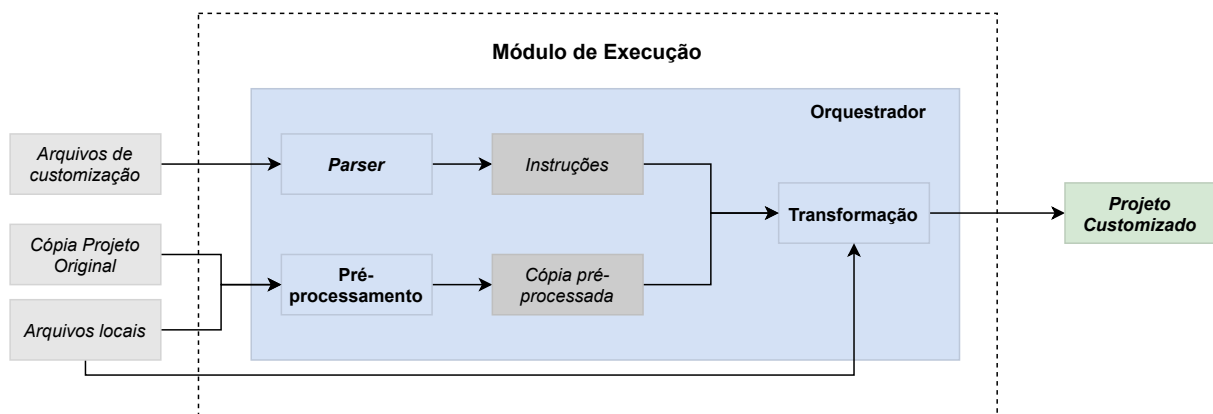 Módulo de Execução
Orquestrador
Arquivos de
customização
Parser
Instruções
Cópia Projeto
Original
Arquivos locais
Pré-
processamento
Cópia pré-
processada
Transformação
Projeto
Customizado